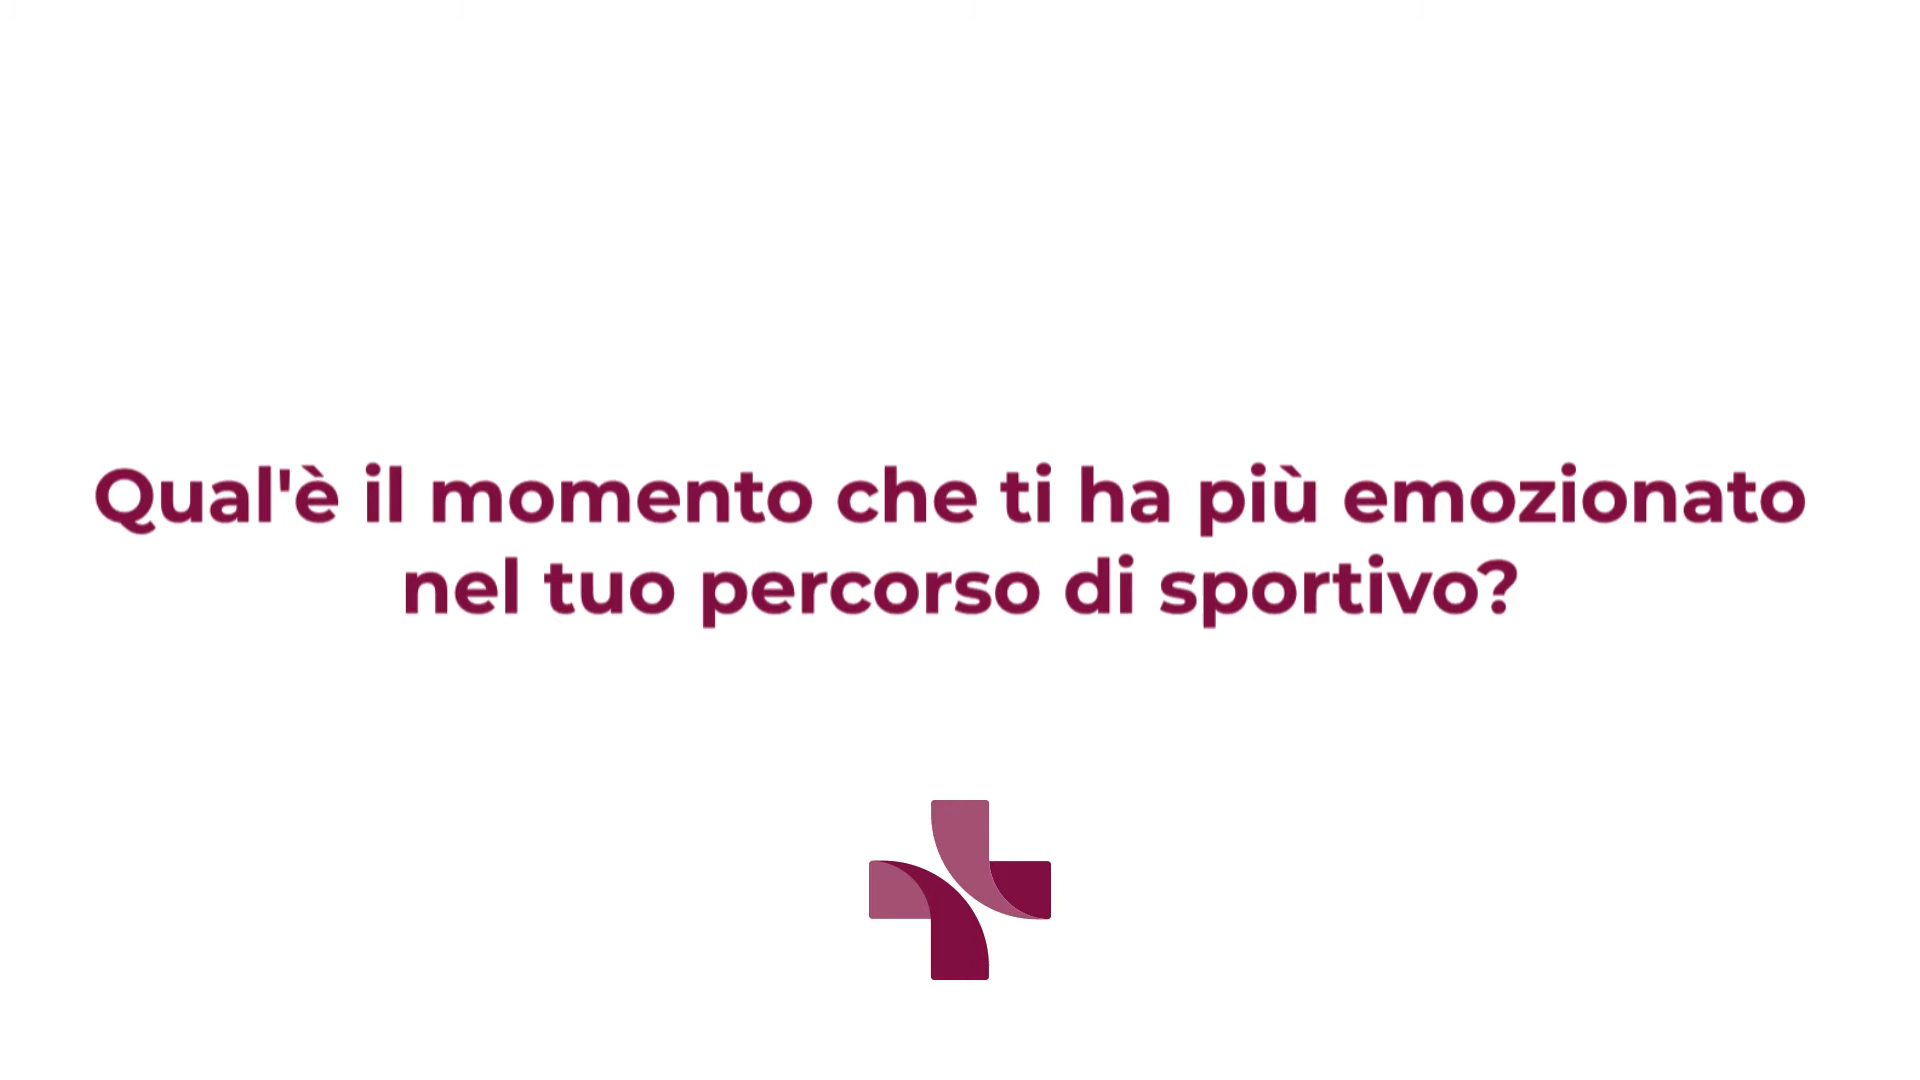 Qual'è il momento che ti ha più emozionato
nel tuo percorso di sportivo?